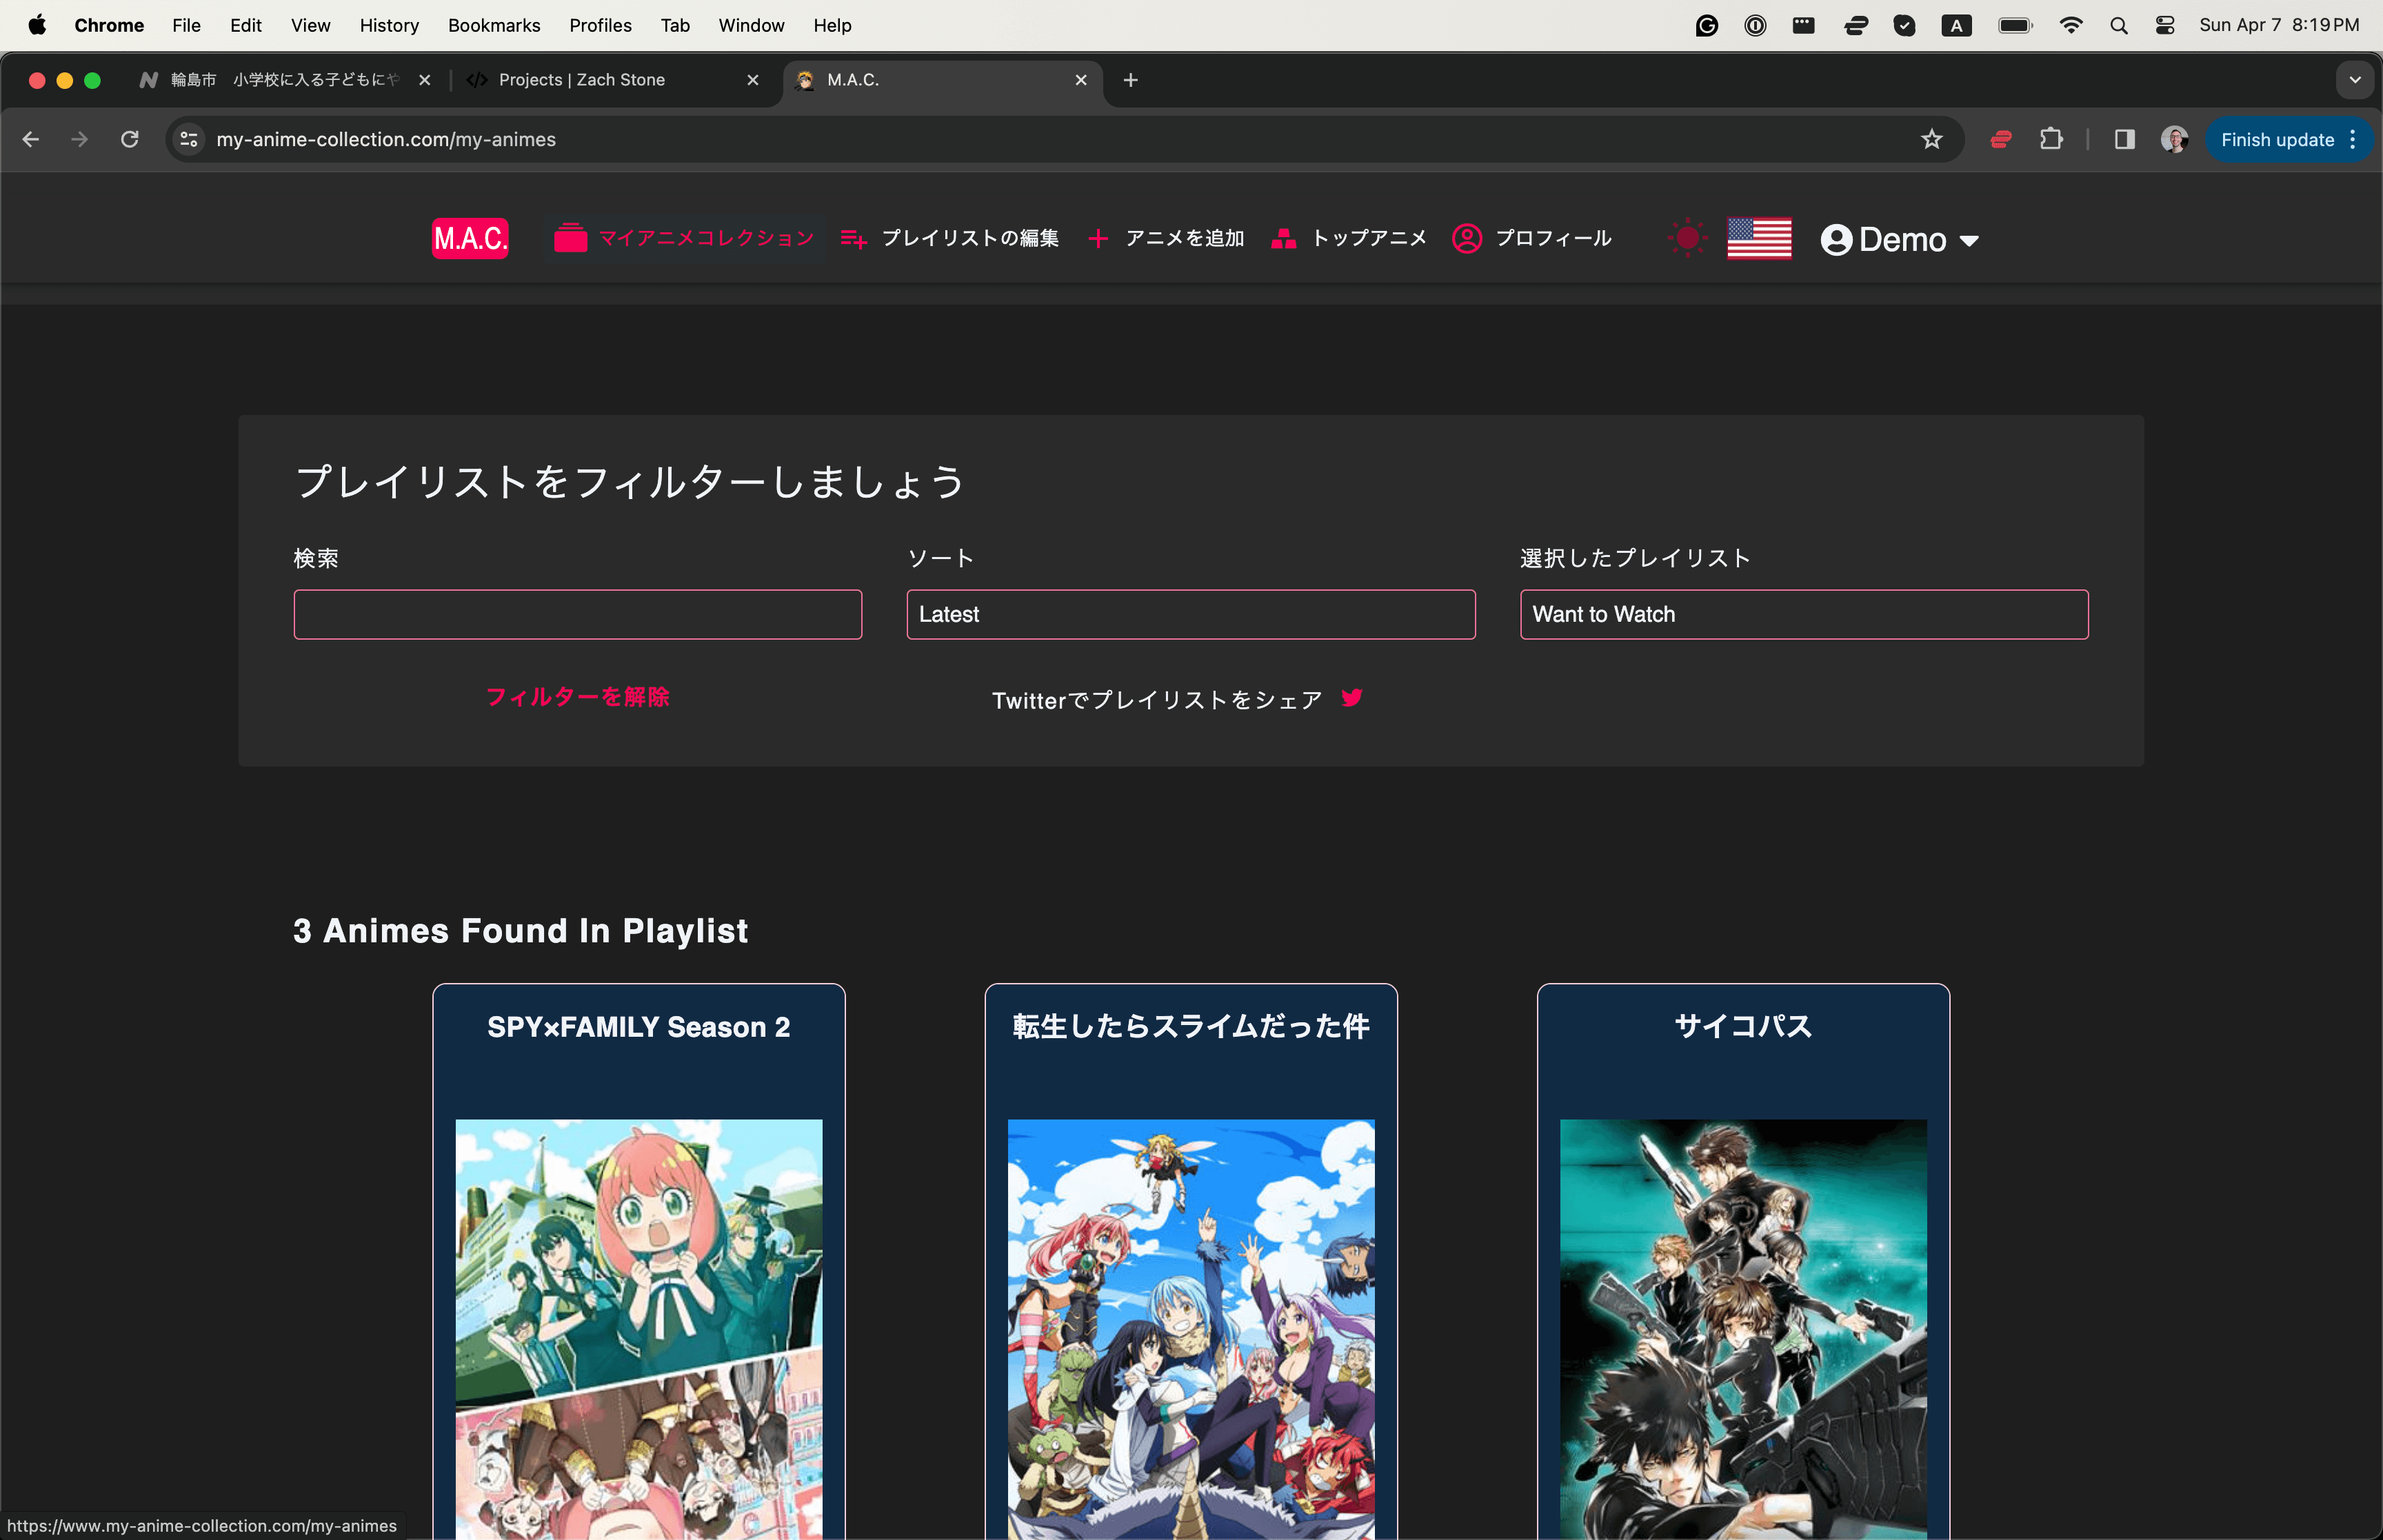 Chrome File Edit View History Bookmarks Profiles Tab Window Help A Sun Apr 7 8:19 PM
輪島市 小学校に入る子どもにや Projects | Zach Stone M.A.C.
my-anime-collection.com/my-animes Finish update
M.A.C. マイアニメコレクション プレイリストの編集 アニメを追加 トップアニメ プロフィール Demo
プレイリストをフィルターしましょう
検索 ソート 選択したプレイリスト
Latest Want to Watch
フィルターを解除 Twitterでプレイリストをシェア
3 Animes Found In Playlist
SPY×FAMILY Season 2 転生したらスライムだった件 サイコパス
https://www.my-anime-collection.com/my-animes